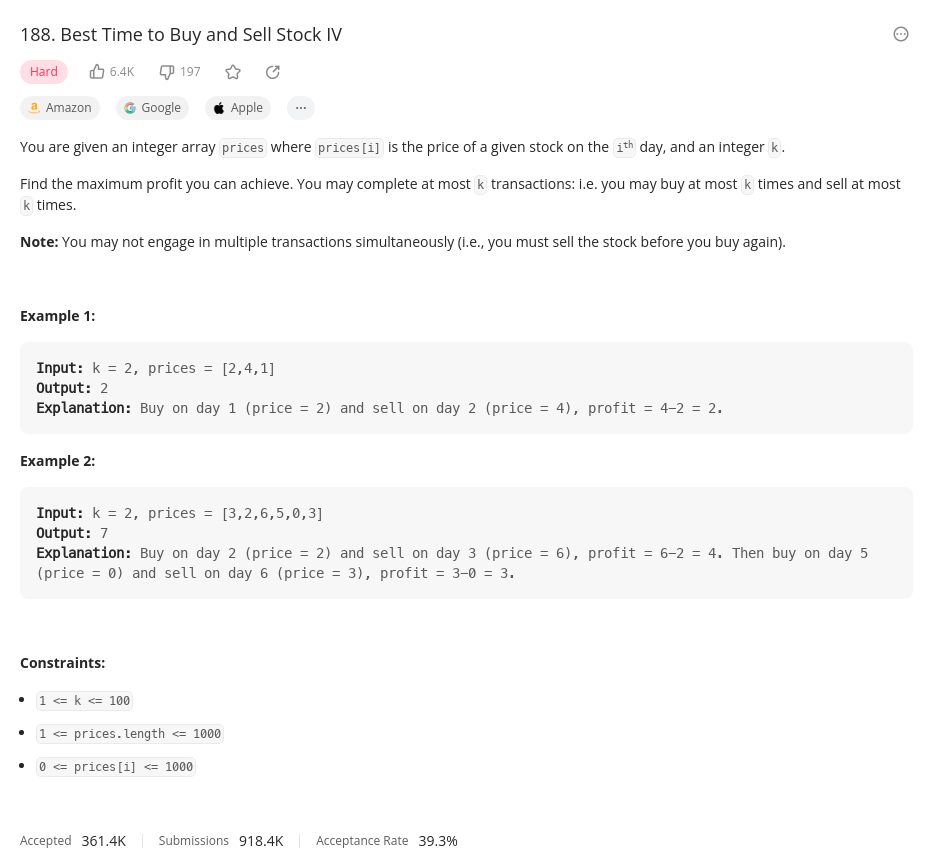 188. Best Time to Buy and Sell Stock IV
Hard 6.4K 197
Amazon Google Apple ···
You are given an integer array prices where prices[i] is the price of a given stock on the ith day, and an integer k.
Find the maximum profit you can achieve. You may complete at most k transactions: i.e. you may buy at most k times and sell at most
k times.
Note: You may not engage in multiple transactions simultaneously (i.e., you must sell the stock before you buy again).
Example 1:
Input: k = 2, prices = [2,4,1]
Output: 2
Explanation: Buy on day 1 (price = 2) and sell on day 2 (price = 4), profit = 4-2 = 2.
Example 2:
Input: k = 2, prices = [3,2,6,5,0,3]
Output: 7
Explanation: Buy on day 2 (price = 2) and sell on day 3 (price = 6), profit = 6-2 = 4. Then buy on day 5
(price = 0) and sell on day 6 (price = 3), profit = 3-0 = 3.
Constraints:
• 1 <= k <= 100
• 1 <= prices.length <= 1000
• 0 <= prices[i] <= 1000
Accepted 361.4K Submissions 918.4K Acceptance Rate 39.3%